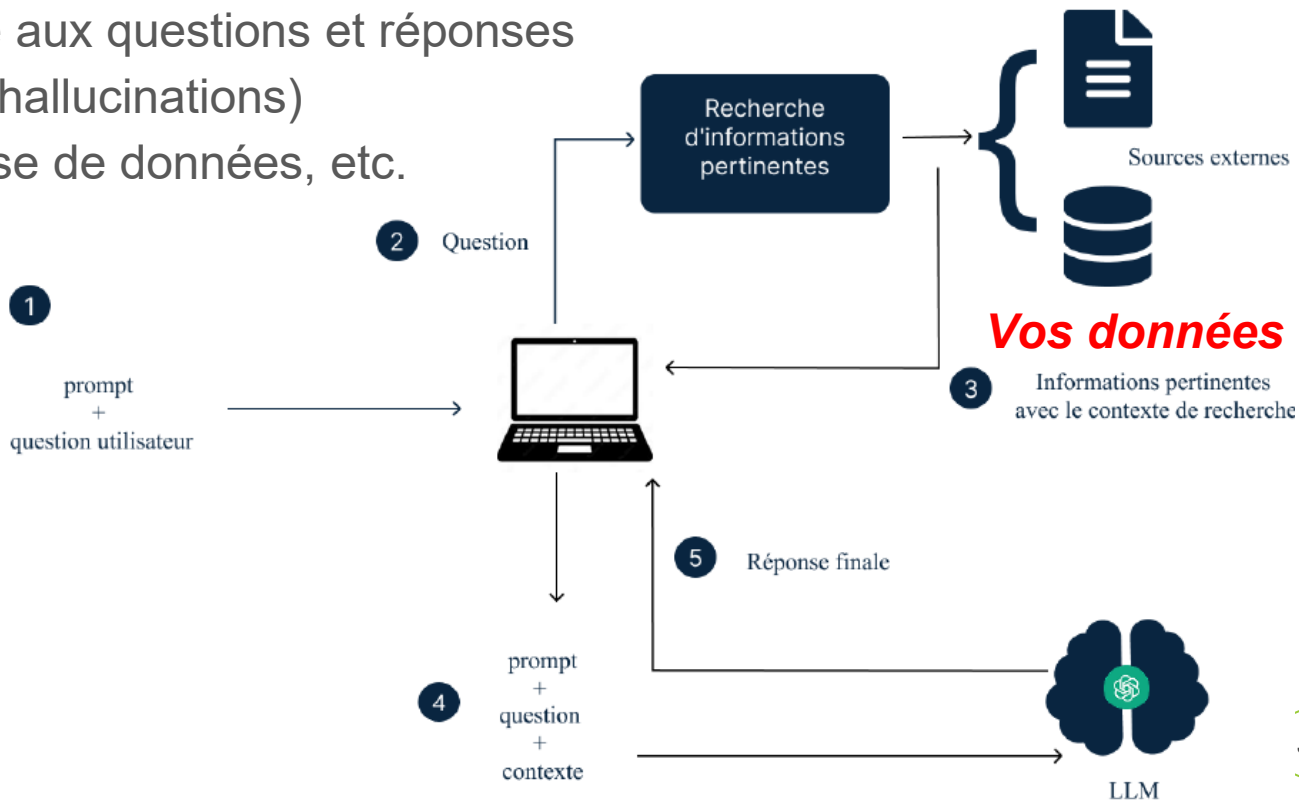 aux questions et réponses
hallucinations)
de données, etc.
Recherche
d'informations
pertinentes
Sources externes
2 Question
1
Vos données
prompt
+
question utilisateur
3 Informations pertinentes
avec le contexte de recherche
5 Réponse finale
4
prompt
+
question
+
contexte
LLM